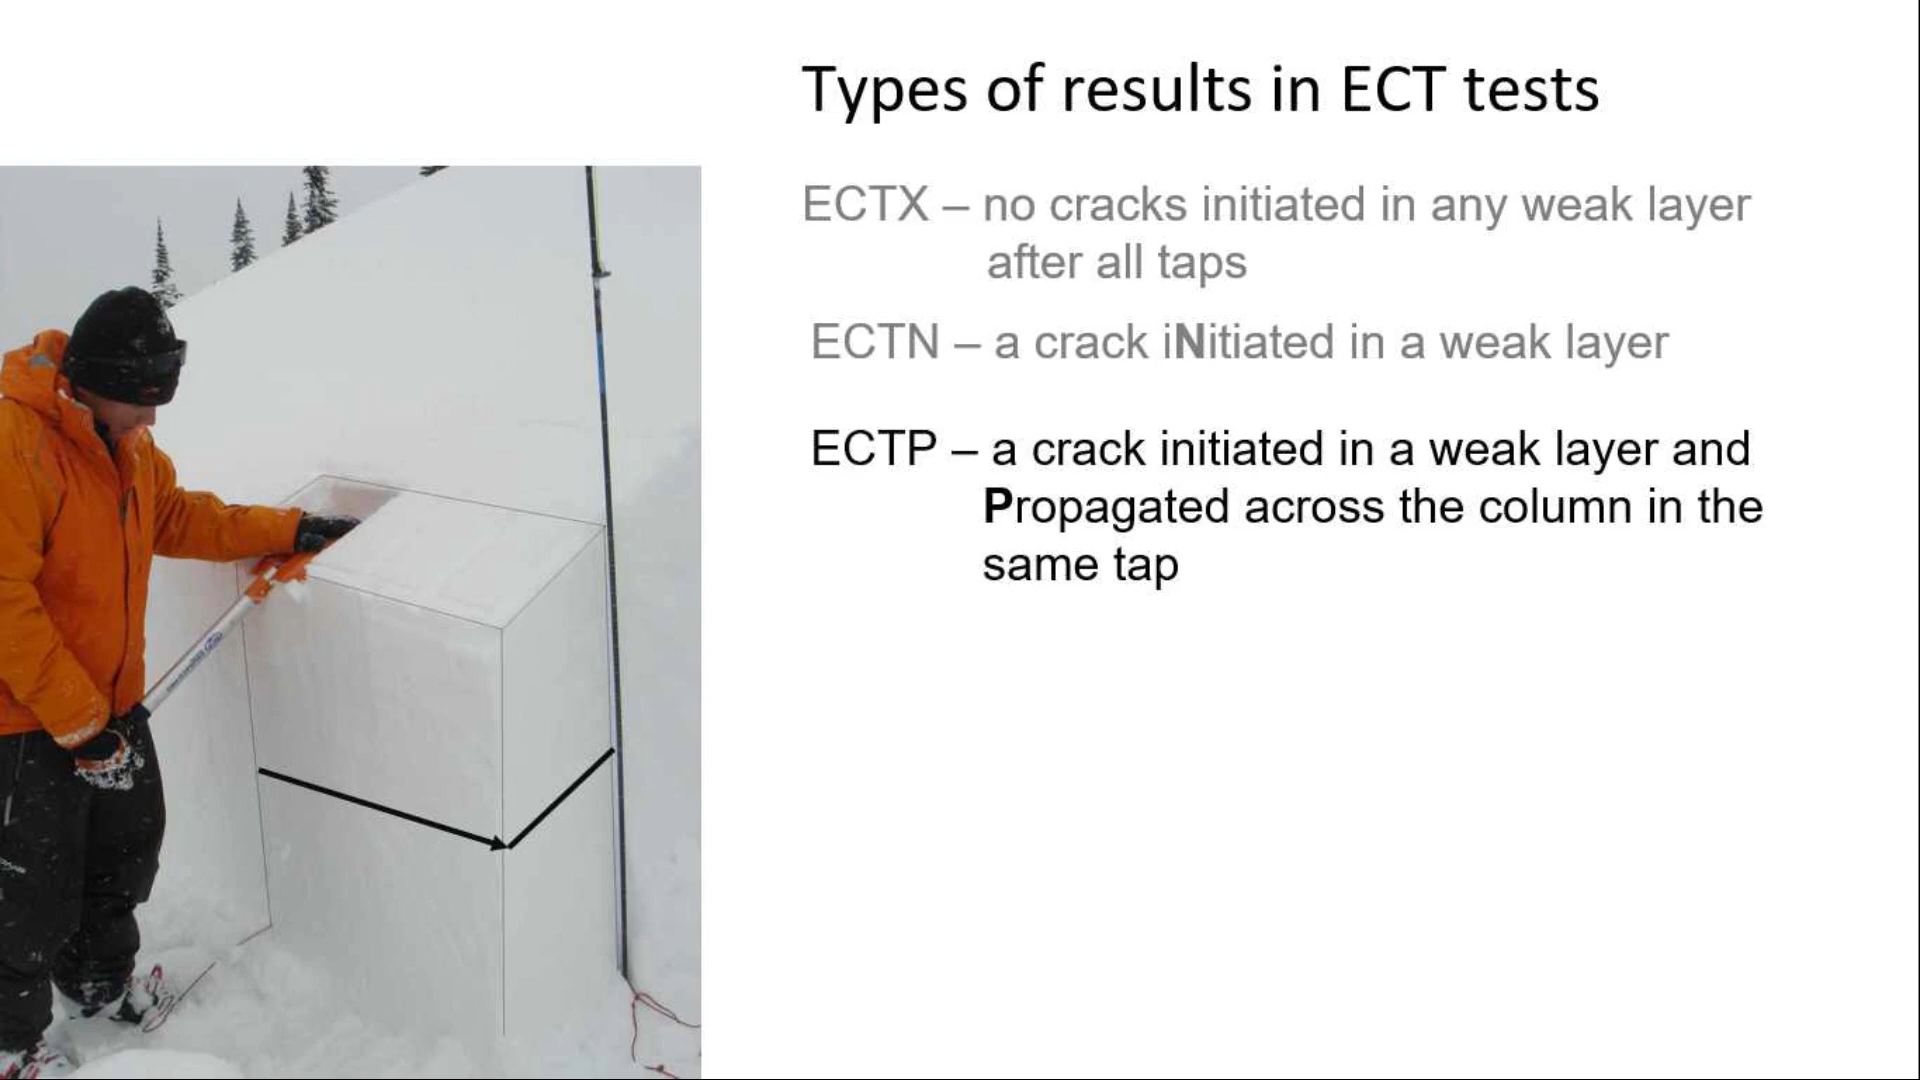 Types of results in ECT tests
ECTX – no cracks initiated in any weak layer
after all taps
ECTN – a crack iNitiated in a weak layer
ECTP – a crack initiated in a weak layer and
Propagated across the column in the
same tap